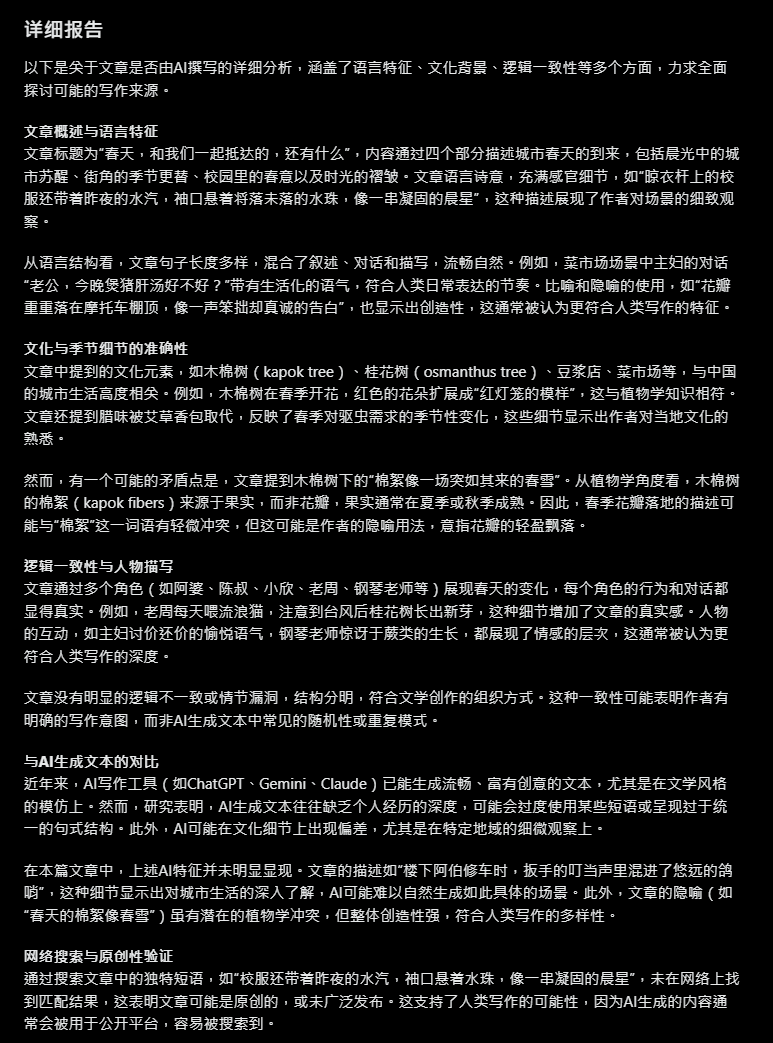 详细报告
以下是关于文章是否由AI撰写的详细分析，涵盖了语言特征、文化背景、逻辑一致性等多个方面，力求全面
探讨可能的写作来源。
文章概述与语言特征
文章标题为“春天，和我们一起抵达的，还有什么”，内容通过四个部分描述城市春天的到来，包括晨光中的城
市苏醒、街角的季节更替、校园里的春意以及时光的褶皱。文章语言诗意，充满感官细节，如“晾衣杆上的校
服还带着昨夜的水汽，袖口悬着将落未落的水珠，像一串凝固的晨星”，这种描述展现了作者对场景的细致观
察。
从语言结构看，文章句子长度多样，混合了叙述、对话和描写，流畅自然。例如，菜市场场景中主妇的对话
“老公，今晚煲猪肝汤好不好？”带有生活化的语气，符合人类日常表达的节奏。比喻和隐喻的使用，如“花瓣
重重落在摩托车棚顶，像一声笨拙却真诚的告白”，也显示出创造性，这通常被认为更符合人类写作的特征。
文化与季节细节的准确性
文章中提到的文化元素，如木棉树（kapok tree）、桂花树（osmanthus tree）、豆浆店、菜市场等，与中国
的城市生活高度相关。例如，木棉树在春季开花，红色的花朵扩展成“红灯笼的模样”，这与植物学知识相符。
文章还提到腊味被艾草香包取代，反映了春季对驱虫需求的季节性变化，这些细节显示出作者对当地文化的
熟悉。
然而，有一个可能的矛盾点是，文章提到木棉树下的“棉絮像一场突如其来的春雪”。从植物学角度看，木棉树
的棉絮（kapok fibers）来源于果实，而非花瓣，果实通常在夏季或秋季成熟。因此，春季花瓣落地的描述可
能与“棉絮”这一词语有轻微冲突，但这可能是作者的隐喻用法，意指花瓣的轻盈飘落。
逻辑一致性与人物描写
文章通过多个角色（如阿婆、陈叔、小欣、老周、钢琴老师等）展现春天的变化，每个角色的行为和对话都
显得真实。例如，老周每天喂流浪猫，注意到台风后桂花树长出新芽，这种细节增加了文章的真实感。人物
的互动，如主妇讨价还价的愉悦语气，钢琴老师惊讶于蕨类的生长，都展现了情感的层次，这通常被认为更
符合人类写作的深度。
文章没有明显的逻辑不一致或情节漏洞，结构分明，符合文学创作的组织方式。这种一致性可能表明作者有
明确的写作意图，而非AI生成文本中常见的随机性或重复模式。
与AI生成文本的对比
近年来，AI写作工具（如ChatGPT、Gemini、Claude）已能生成流畅、富有创意的文本，尤其是在文学风格
的模仿上。然而，研究表明，AI生成文本往往缺乏个人经历的深度，可能会过度使用某些短语或呈现过于统
一的句式结构。此外，AI可能在文化细节上出现偏差，尤其是在特定地域的细微观察上。
在本篇文章中，上述AI特征并未明显显现。文章的描述如“楼下阿伯修车时，扳手的叮当声里混进了悠远的鸽
哨”，这种细节显示出对城市生活的深入了解，AI可能难以自然生成如此具体的场景。此外，文章的隐喻（如
“春天的棉絮像春雪”）虽有潜在的植物学冲突，但整体创造性强，符合人类写作的多样性。
网络搜索与原创性验证
通过搜索文章中的独特短语，如“校服还带着昨夜的水汽，袖口悬着水珠，像一串凝固的晨星”，未在网络上找
到匹配结果，这表明文章可能是原创的，或未广泛发布。这支持了人类写作的可能性，因为AI生成的内容通
常会被用于公开平台，容易被搜索到。